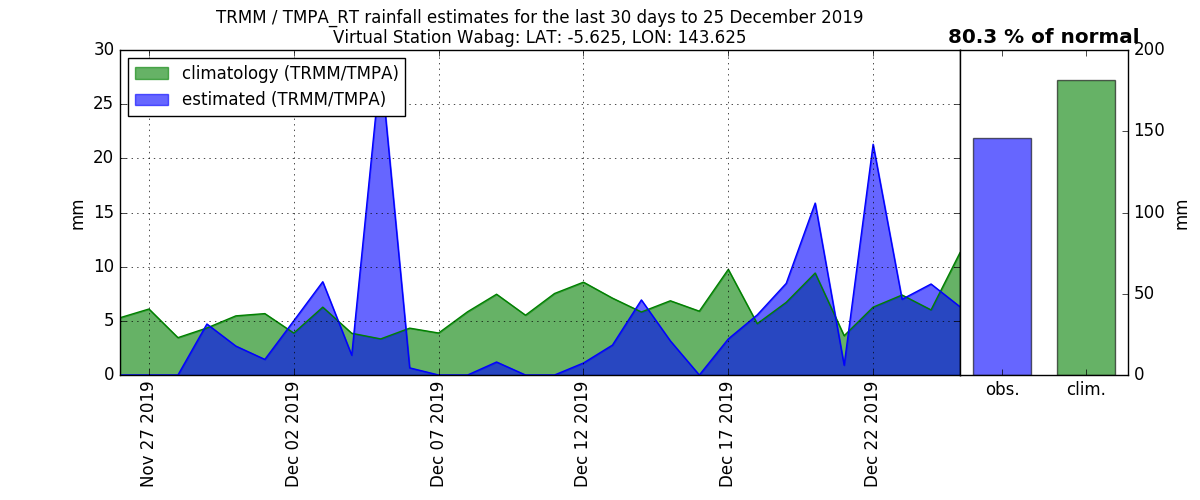 TRMM / TMPA_RT rainfall estimates for the last 30 days to 25 December 2019
Virtual Station Wabag: LAT: -5.625, LON: 143.625
80.3 % of normal
climatology (TRMM/TMPA)
estimated (TRMM/TMPA)
30
25
20
15
10
5
0
mm
Nov 27 2019
Dec 02 2019
Dec 07 2019
Dec 12 2019
Dec 17 2019
Dec 22 2019
200
150
100
50
0
mm
obs.
clim.